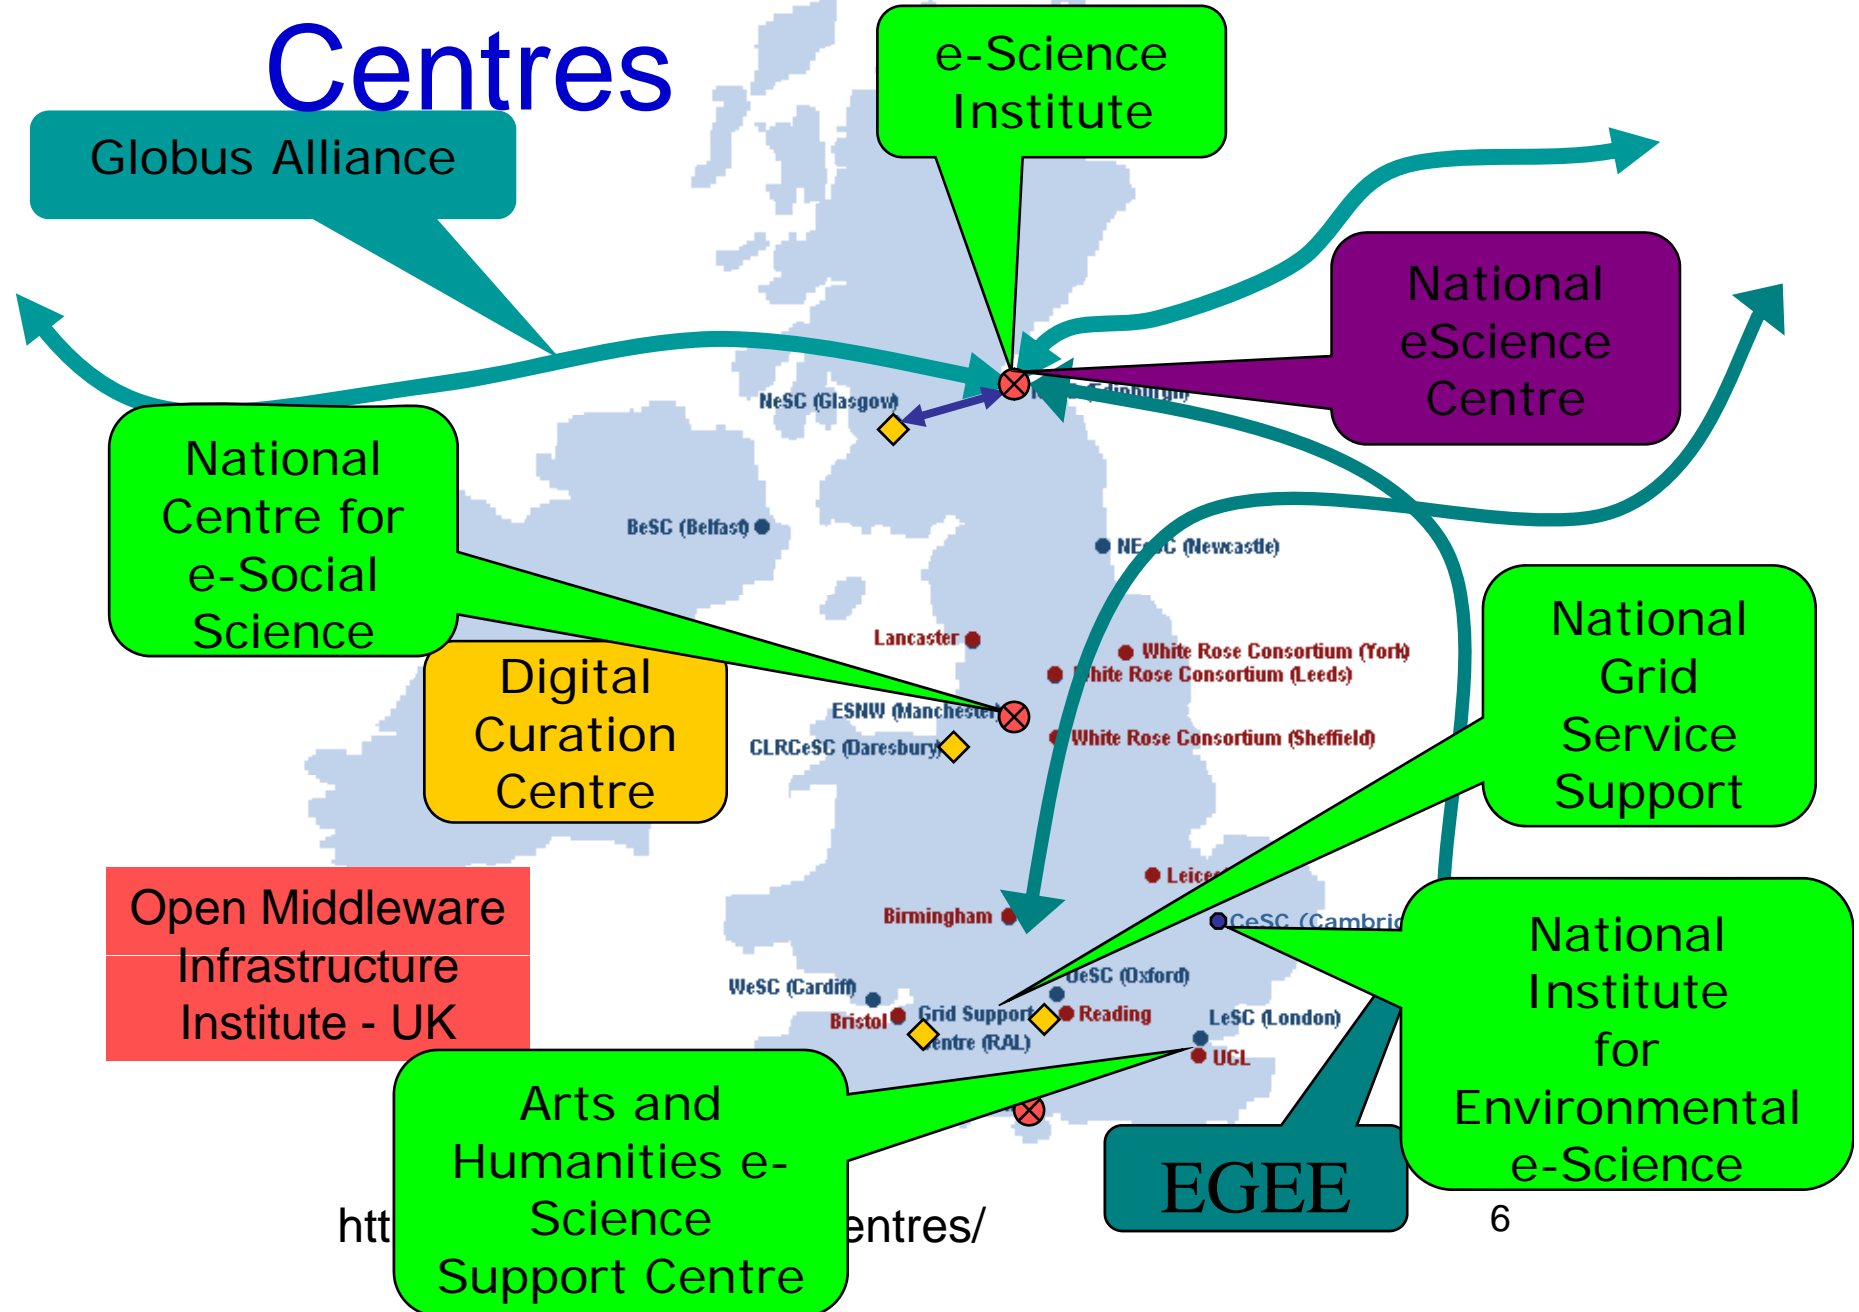 Centres
e-Science
Institute
Globus Alliance
National
eScience
Centre
NeSC (Glasgow)
National
Centre for
e-Social
Science
BeSC (Belfast)
(Newcastle)
National
Grid
Service
Support
Lancaster
White Rose Consortium (York)
White Rose Consortium (Leeds)
Digital
Curation
Centre
ESNW (Manchester)
CLRCeSC (Daresbury)
White Rose Consortium (Sheffield)
Open Middleware
Infrastructure
Institute - UK
Birmingham
CeSC
National
Institute
for
Environmental
e-Science
WeSC (Cardiff)
OeSC (Oxford)
Bristol
Grid Support
Centre (RAL)
Reading
LeSC (London)
UCL
Arts and
Humanities e-
Science
Support Centre
EGEE
6